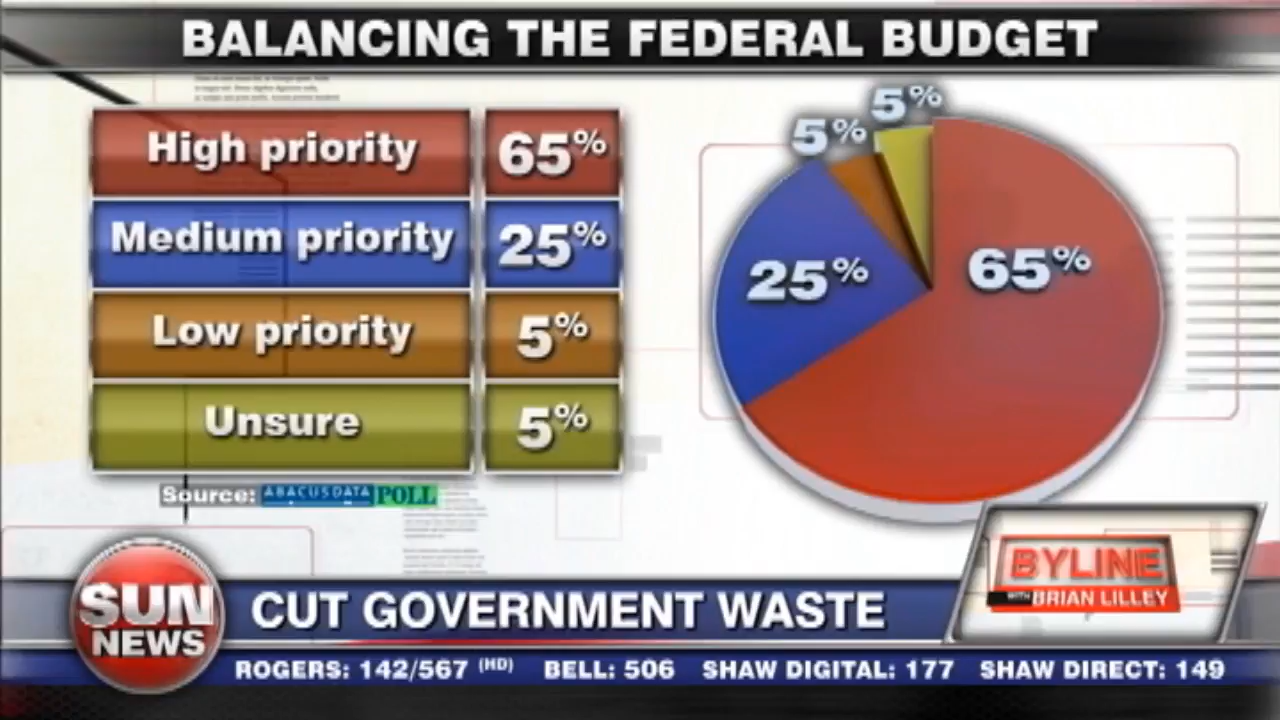 BALANCING THE FEDERAL BUDGET
High priority 65%
Medium priority 25%
Low priority 5%
Unsure 5%
5%
5%
25%
65%
Source: ABACUS DATA POLL
BYLINE
WITH BRIAN LILLEY
SUN
NEWS
CUT GOVERNMENT WASTE
ROGERS: 142/567 (HD) BELL: 506 SHAW DIGITAL: 177 SHAW DIRECT: 149